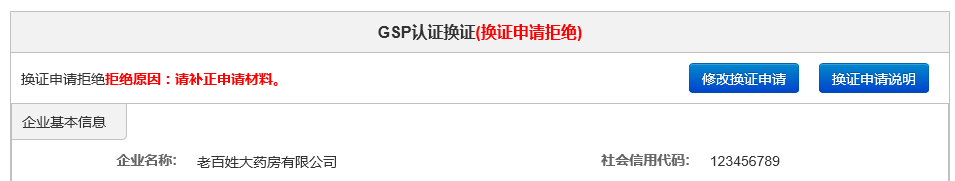 GSP认证换证(换证申请拒绝)
换证申请拒绝拒绝原因：请补正申请材料。 修改换证申请 换证申请说明
企业基本信息
企业名称: 老百姓大药房有限公司 社会信用代码: 123456789